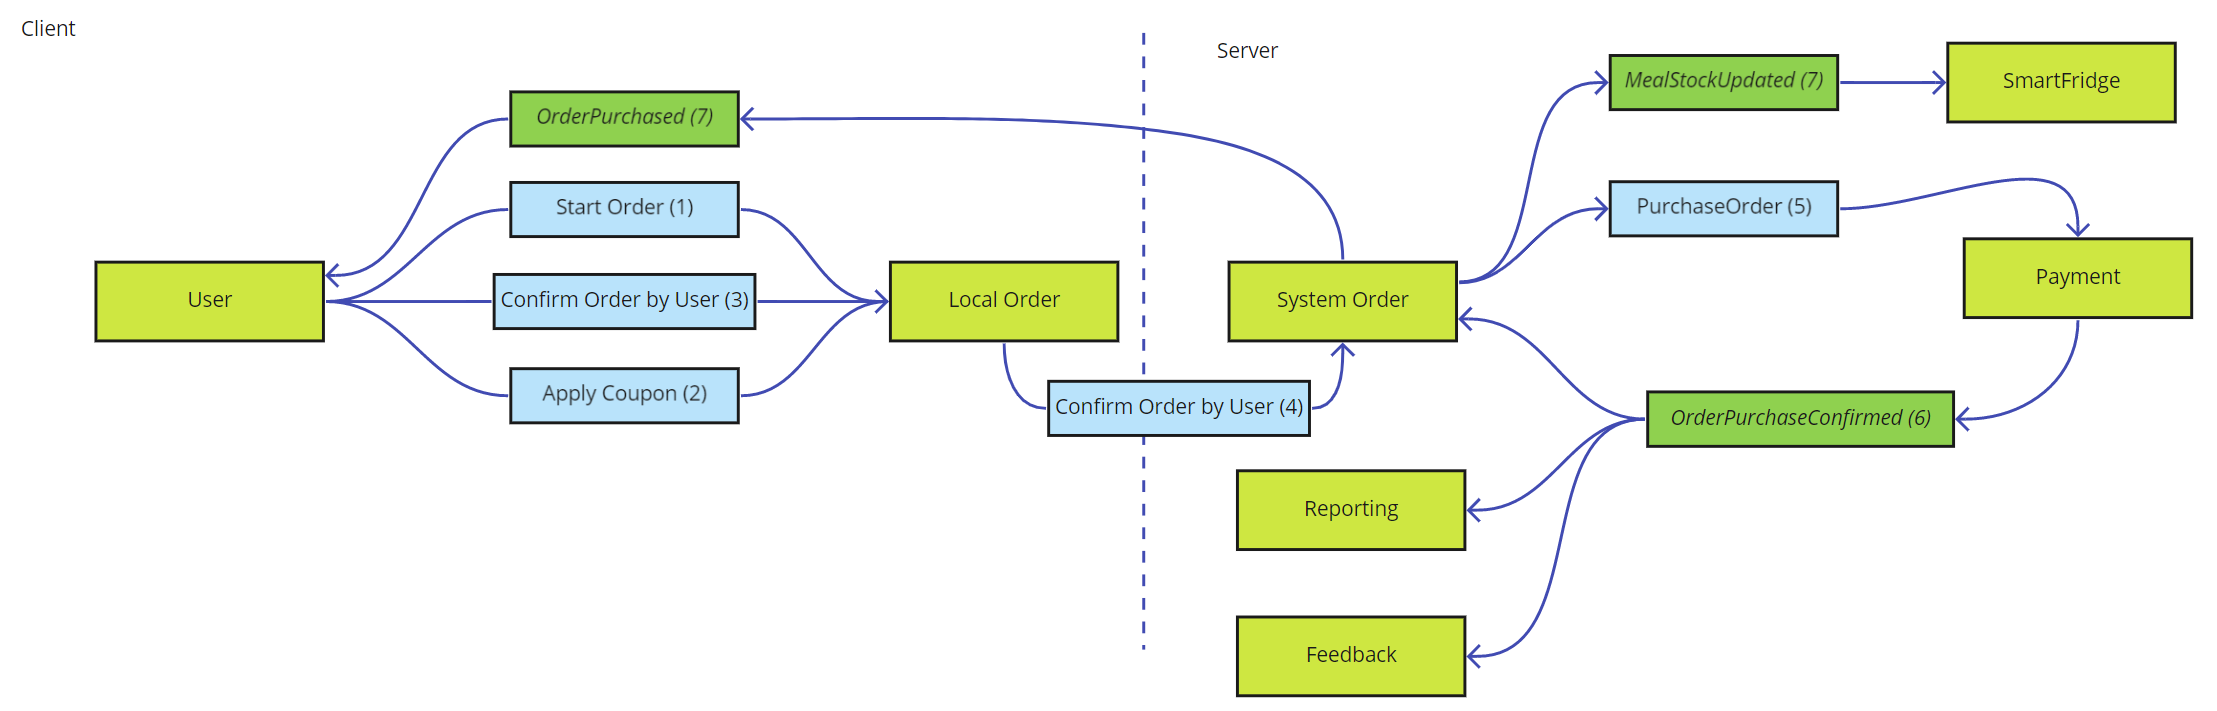 Client
Server
MealStockUpdated (7)
SmartFridge
OrderPurchased (7)
Start Order (1)
PurchaseOrder (5)
User
Confirm Order by User (3)
Local Order
System Order
Payment
Apply Coupon (2)
Confirm Order by User (4)
OrderPurchaseConfirmed (6)
Reporting
Feedback